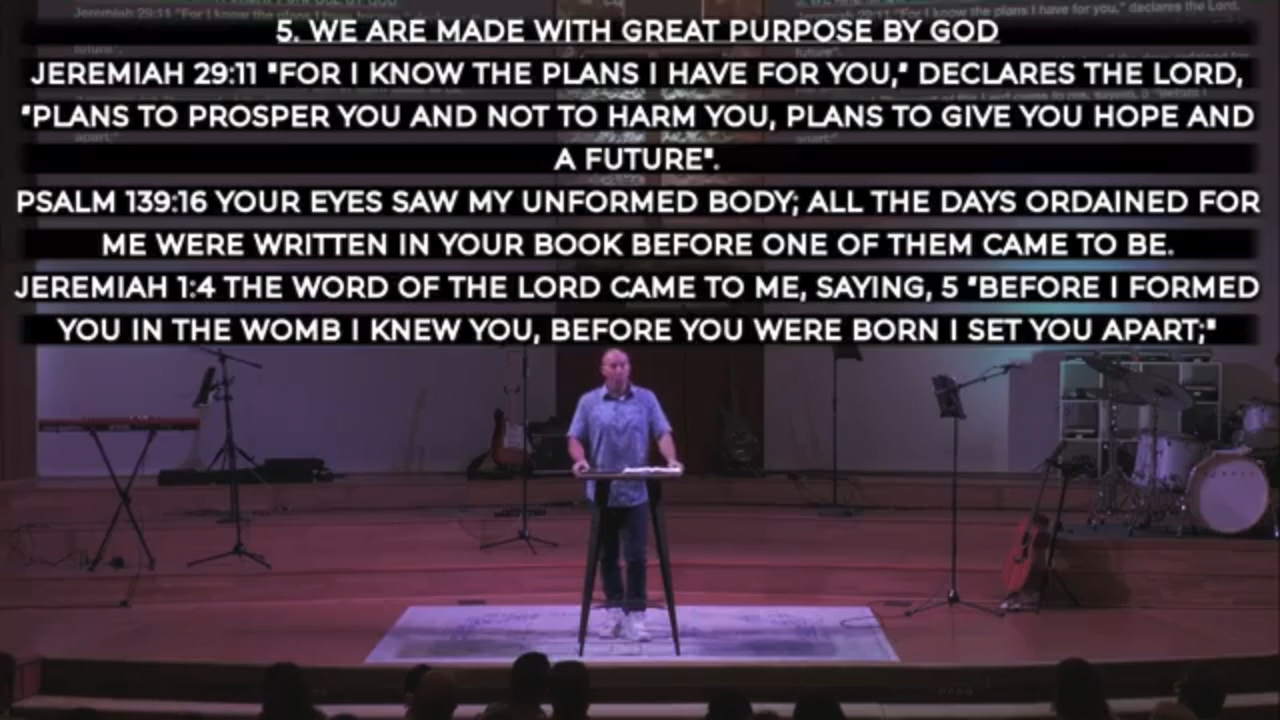 5. WE ARE MADE WITH GREAT PURPOSE BY GOD
JEREMIAH 29:11 "FOR I KNOW THE PLANS I HAVE FOR YOU," DECLARES THE LORD,
"PLANS TO PROSPER YOU AND NOT TO HARM YOU, PLANS TO GIVE YOU HOPE AND
A FUTURE".
PSALM 139:16 YOUR EYES SAW MY UNFORMED BODY; ALL THE DAYS ORDAINED FOR
ME WERE WRITTEN IN YOUR BOOK BEFORE ONE OF THEM CAME TO BE.
JEREMIAH 1:4 THE WORD OF THE LORD CAME TO ME, SAYING, 5 "BEFORE I FORMED
YOU IN THE WOMB I KNEW YOU, BEFORE YOU WERE BORN I SET YOU APART;"